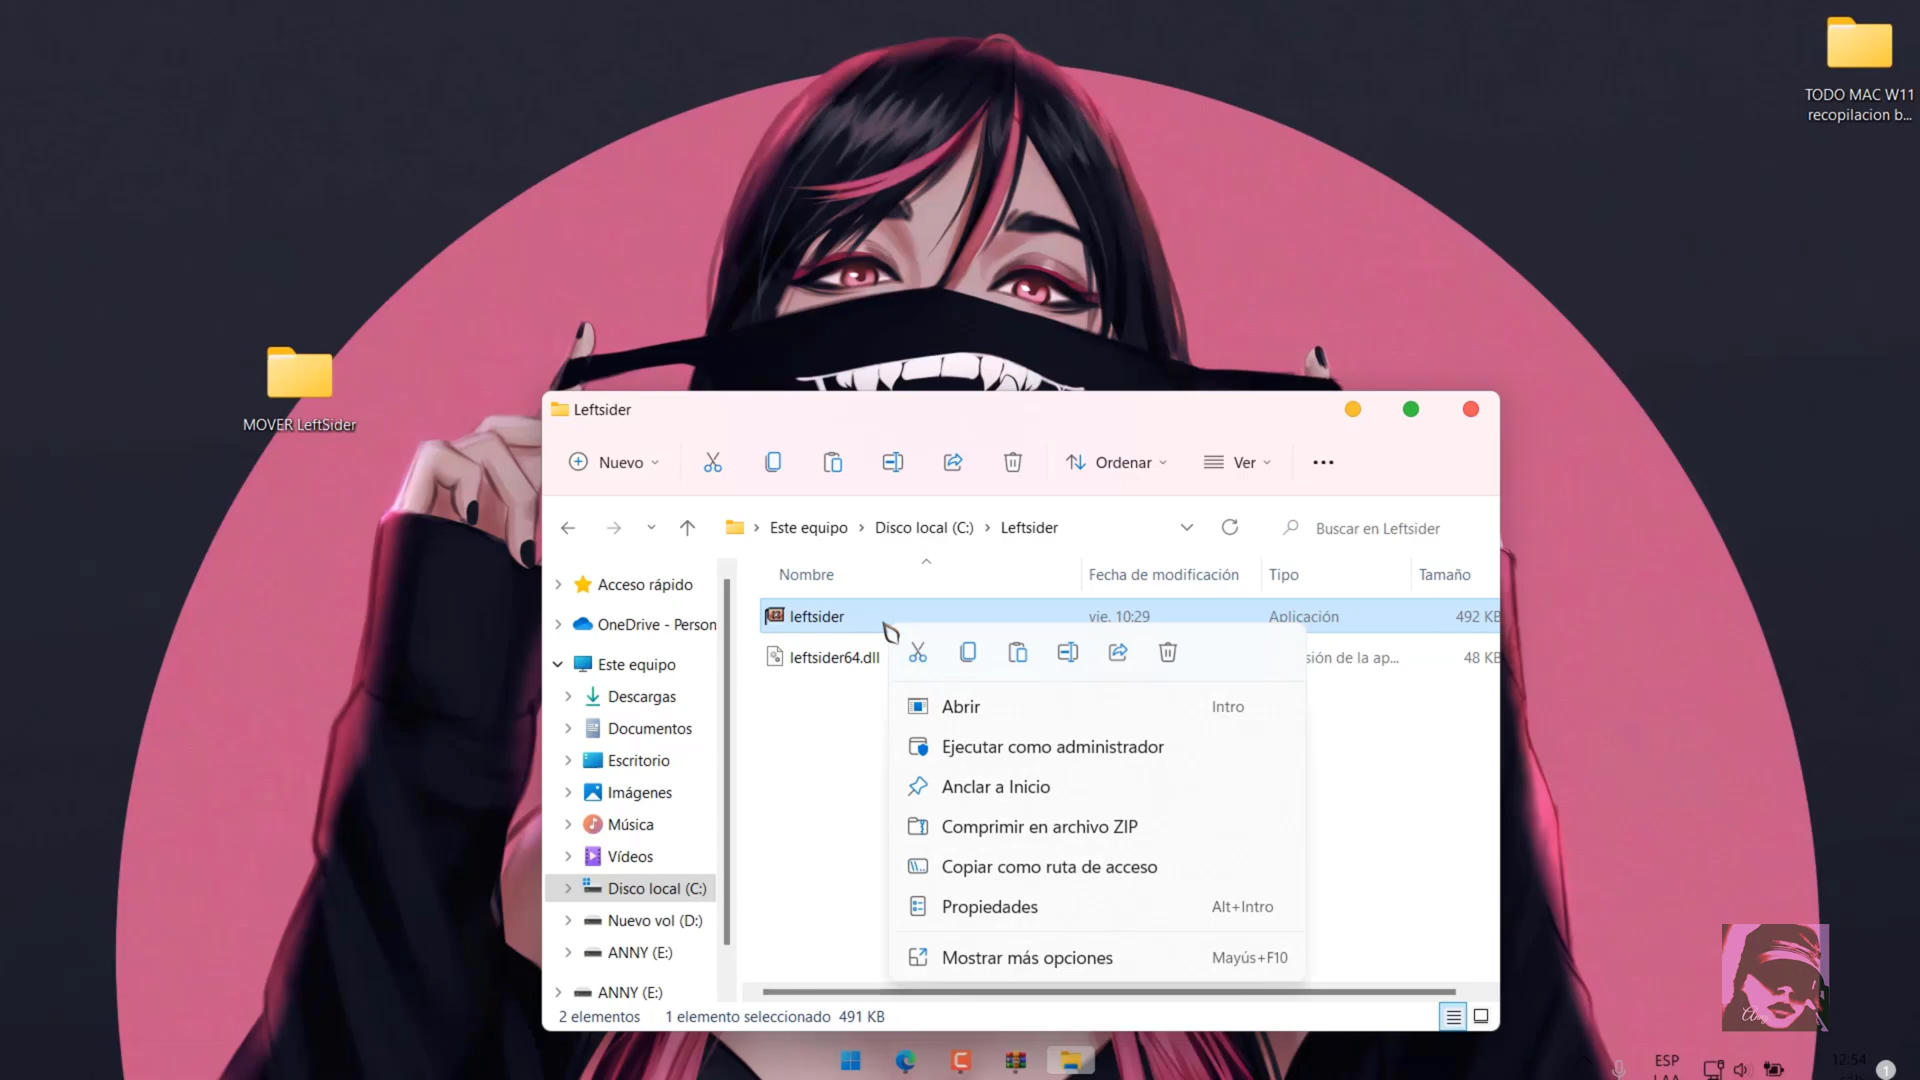 TODO MAC W11
recopilacion b...
MOVER LeftSider
Leftsider
Nuevo
Ordenar
Ver
Este equipo > Disco local (C:) > Leftsider
Buscar en Leftsider
Nombre
Fecha de modificación
Tipo
Tamaño
Acceso rápido
OneDrive - Person
Este equipo
Descargas
Documentos
Escritorio
Imágenes
Música
Vídeos
Disco local (C:)
Nuevo vol (D:)
ANNY (E:)
ANNY (E:)
leftsider vie. 10:29 Aplicación 492 KB
leftsider64.dll sión de la ap... 48 KB
Abrir Intro
Ejecutar como administrador
Anclar a Inicio
Comprimir en archivo ZIP
Copiar como ruta de acceso
Propiedades Alt+Intro
Mostrar más opciones Mayús+F10
2 elementos 1 elemento seleccionado 491 KB
ESP
LAA
12:54
1